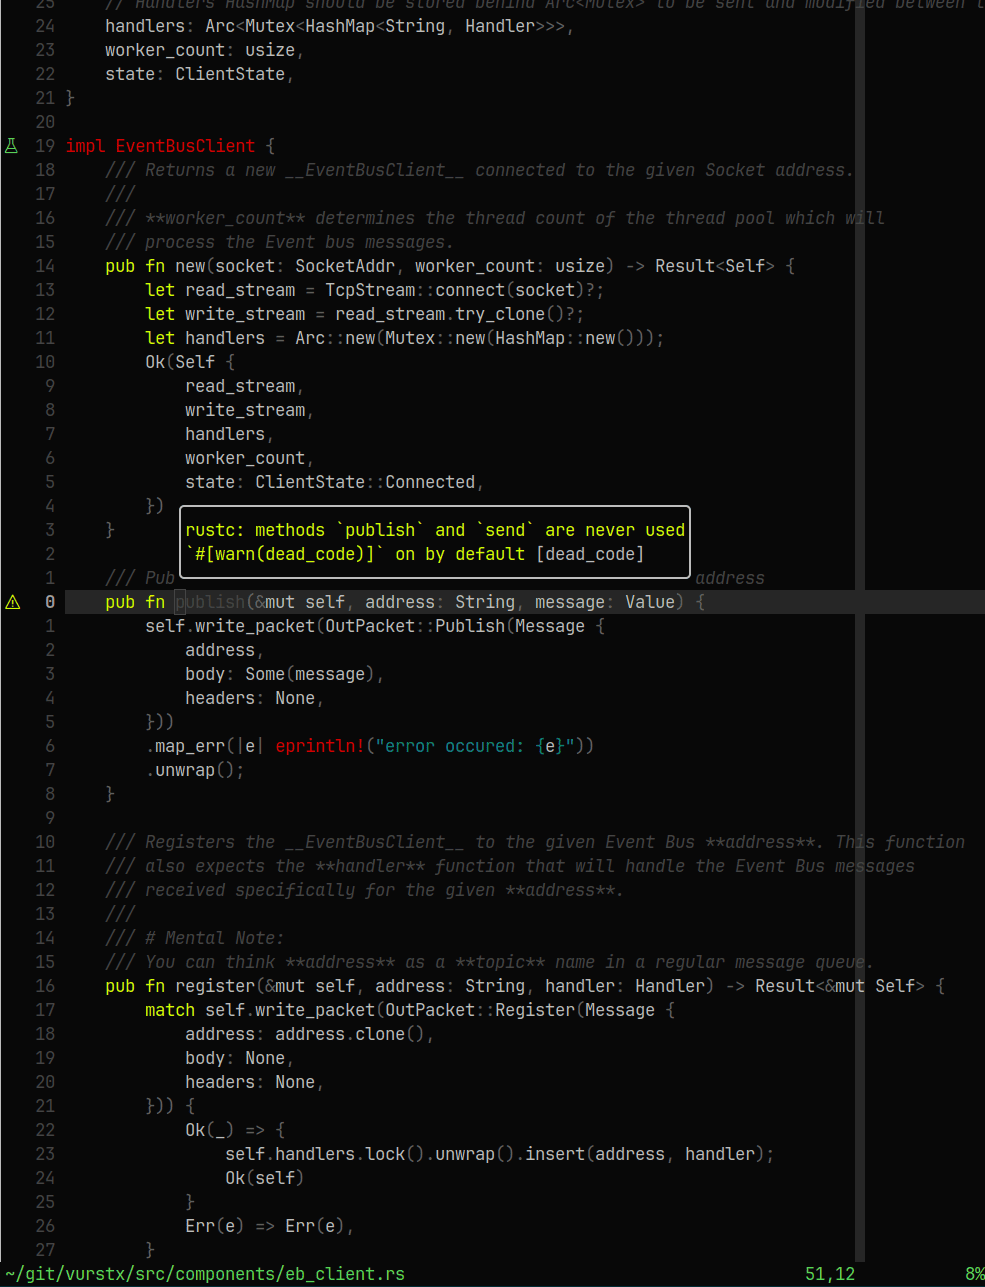 25 // Handlers HashMap should be stored behind Arc<Mutex> to be sent and modified between t
24 handlers: Arc<Mutex<HashMap<String, Handler>>>,
23 worker_count: usize,
22 state: ClientState,
21 }
20
19 impl EventBusClient {
18 /// Returns a new __EventBusClient__ connected to the given Socket address.
17 ///
16 /// **worker_count** determines the thread count of the thread pool which will
15 /// process the Event bus messages.
14 pub fn new(socket: SocketAddr, worker_count: usize) -> Result<Self> {
13 let read_stream = TcpStream::connect(socket)?;
12 let write_stream = read_stream.try_clone()?;
11 let handlers = Arc::new(Mutex::new(HashMap::new()));
10 Ok(Self {
9 read_stream,
8 write_stream,
7 handlers,
6 worker_count,
5 state: ClientState::Connected,
4 })
3 }
rustc: methods `publish` and `send` are never used
2
`#[warn(dead_code)]` on by default [dead_code]
1 /// Pub address
0 pub fn publish(&mut self, address: String, message: Value) {
1 self.write_packet(OutPacket::Publish(Message {
2 address,
3 body: Some(message),
4 headers: None,
5 }))
6 .map_err(|e| eprintln!("error occured: {e}"))
7 .unwrap();
8 }
9
10 /// Registers the __EventBusClient__ to the given Event Bus **address**. This function
11 /// also expects the **handler** function that will handle the Event Bus messages
12 /// received specifically for the given **address**.
13 ///
14 /// # Mental Note:
15 /// You can think **address** as a **topic** name in a regular message queue.
16 pub fn register(&mut self, address: String, handler: Handler) -> Result<&mut Self> {
17 match self.write_packet(OutPacket::Register(Message {
18 address: address.clone(),
19 body: None,
20 headers: None,
21 })) {
22 Ok(_) => {
23 self.handlers.lock().unwrap().insert(address, handler);
24 Ok(self)
25 }
26 Err(e) => Err(e),
27 }
~/git/vurstx/src/components/eb_client.rs 51,12 8%